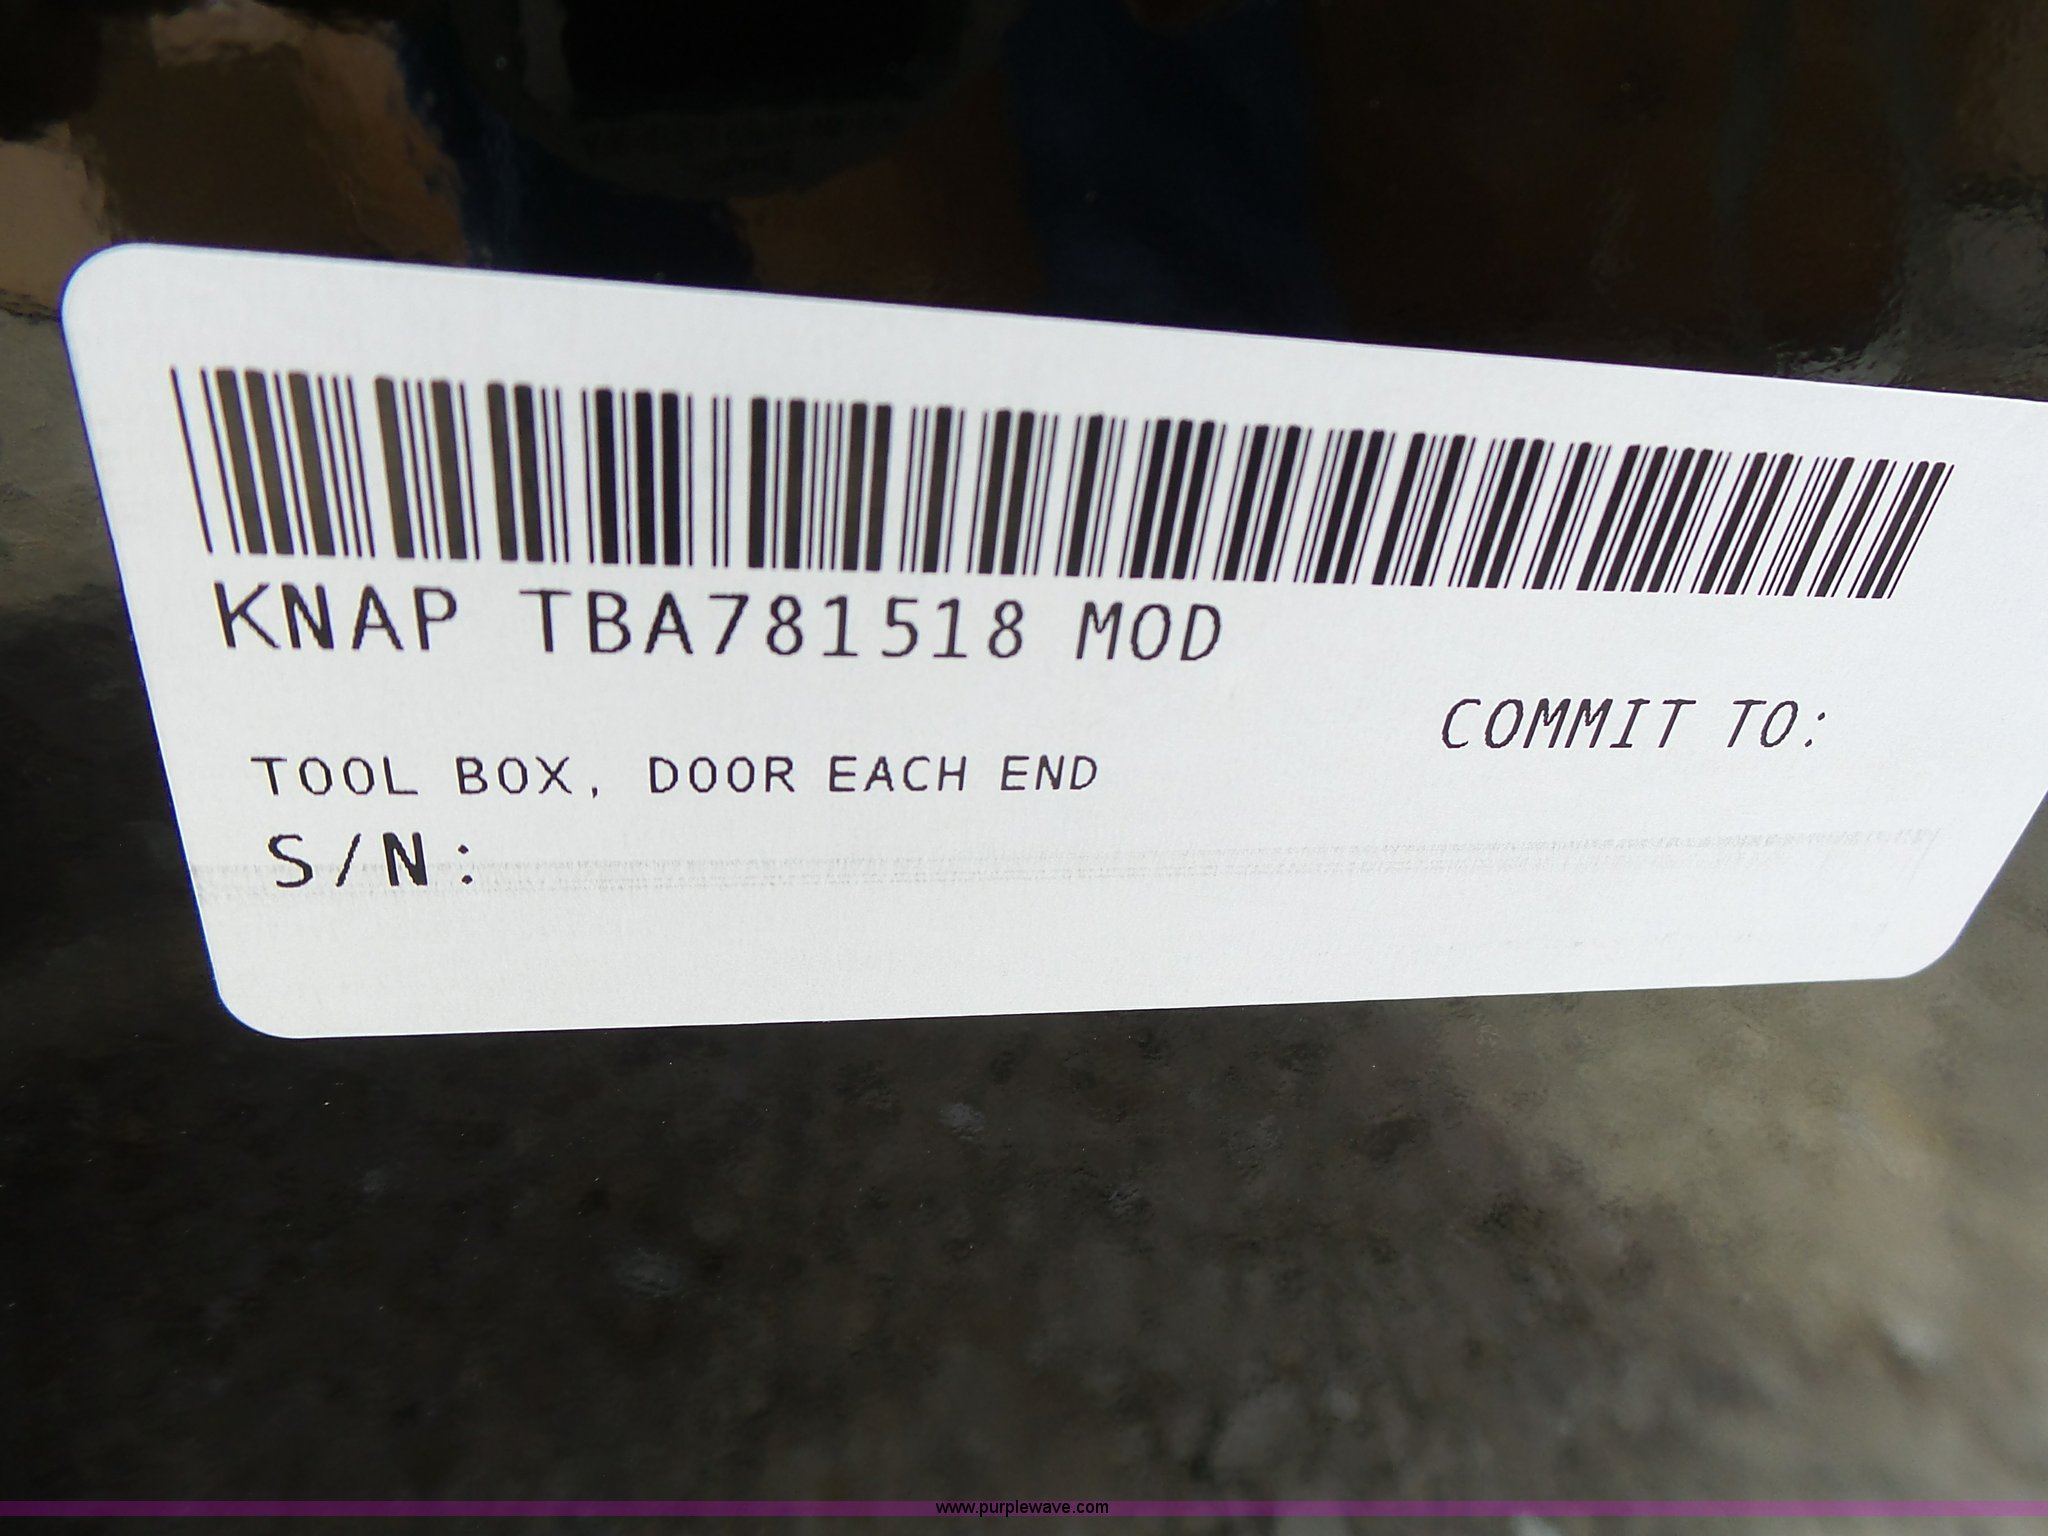 KNAP TBA781518 MOD
COMMIT TO:
TOOL BOX, DOOR EACH END
S/N:
www.purplewave.com